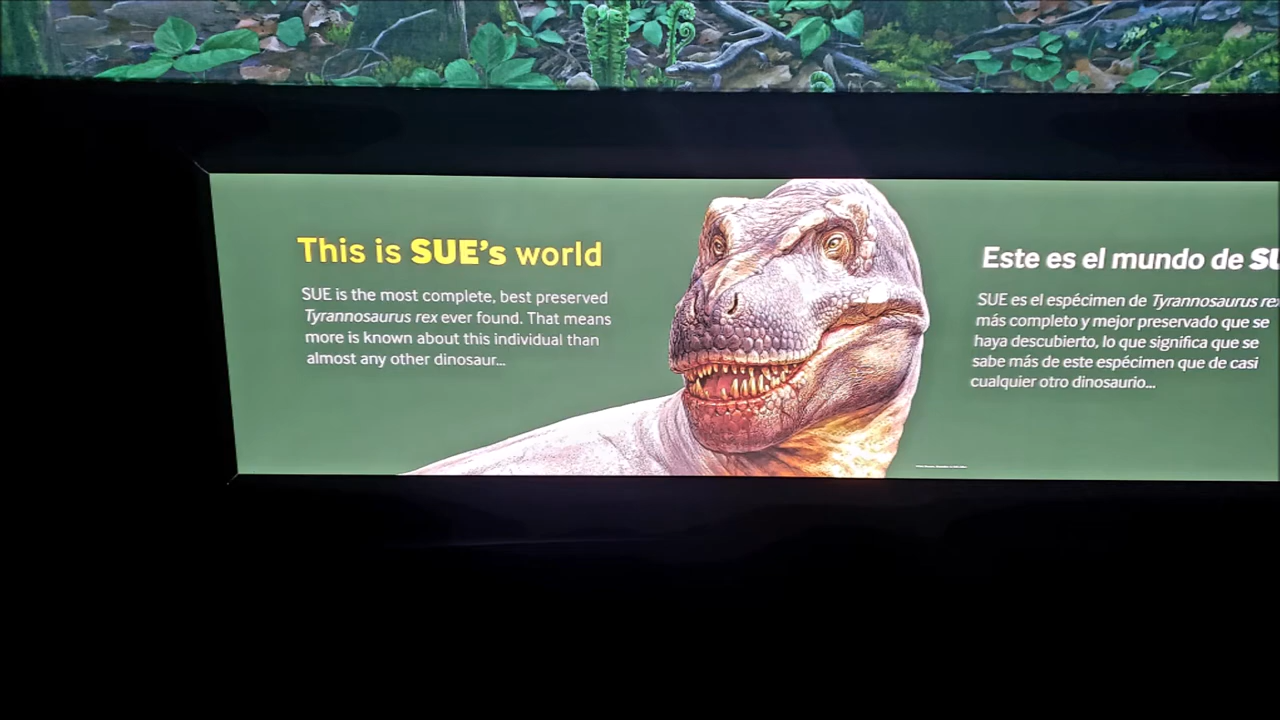 This is SUE's world
SUE is the most complete, best preserved
Tyrannosaurus rex ever found. That means
more is known about this individual than
almost any other dinosaur...
Este es el mundo de
SUE es el espécimen de Tyrannosaurus rex
más completo y mejor preservado que se
haya descubierto, lo que significa que se
sabe más de este espécimen que de casi
cualquier otro dinosaurio...